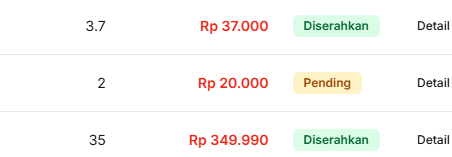 3.7 Rp 37.000 Diserahkan Detail
2 Rp 20.000 Pending Detail
35 Rp 349.990 Diserahkan Detail